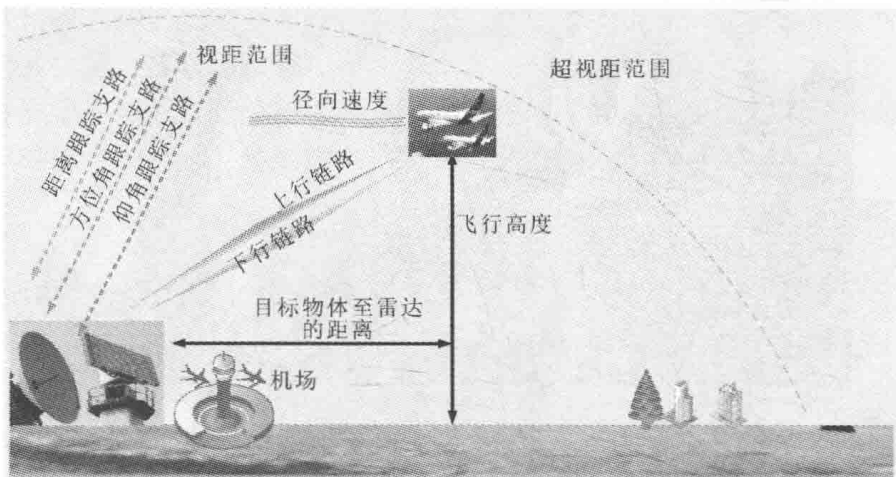 视距范围
超视距范围
距离跟踪支路
方位角跟踪支路
仰角跟踪支路
径向速度
上行链路
下行链路
飞行高度
目标物体至雷达
的距离
机场